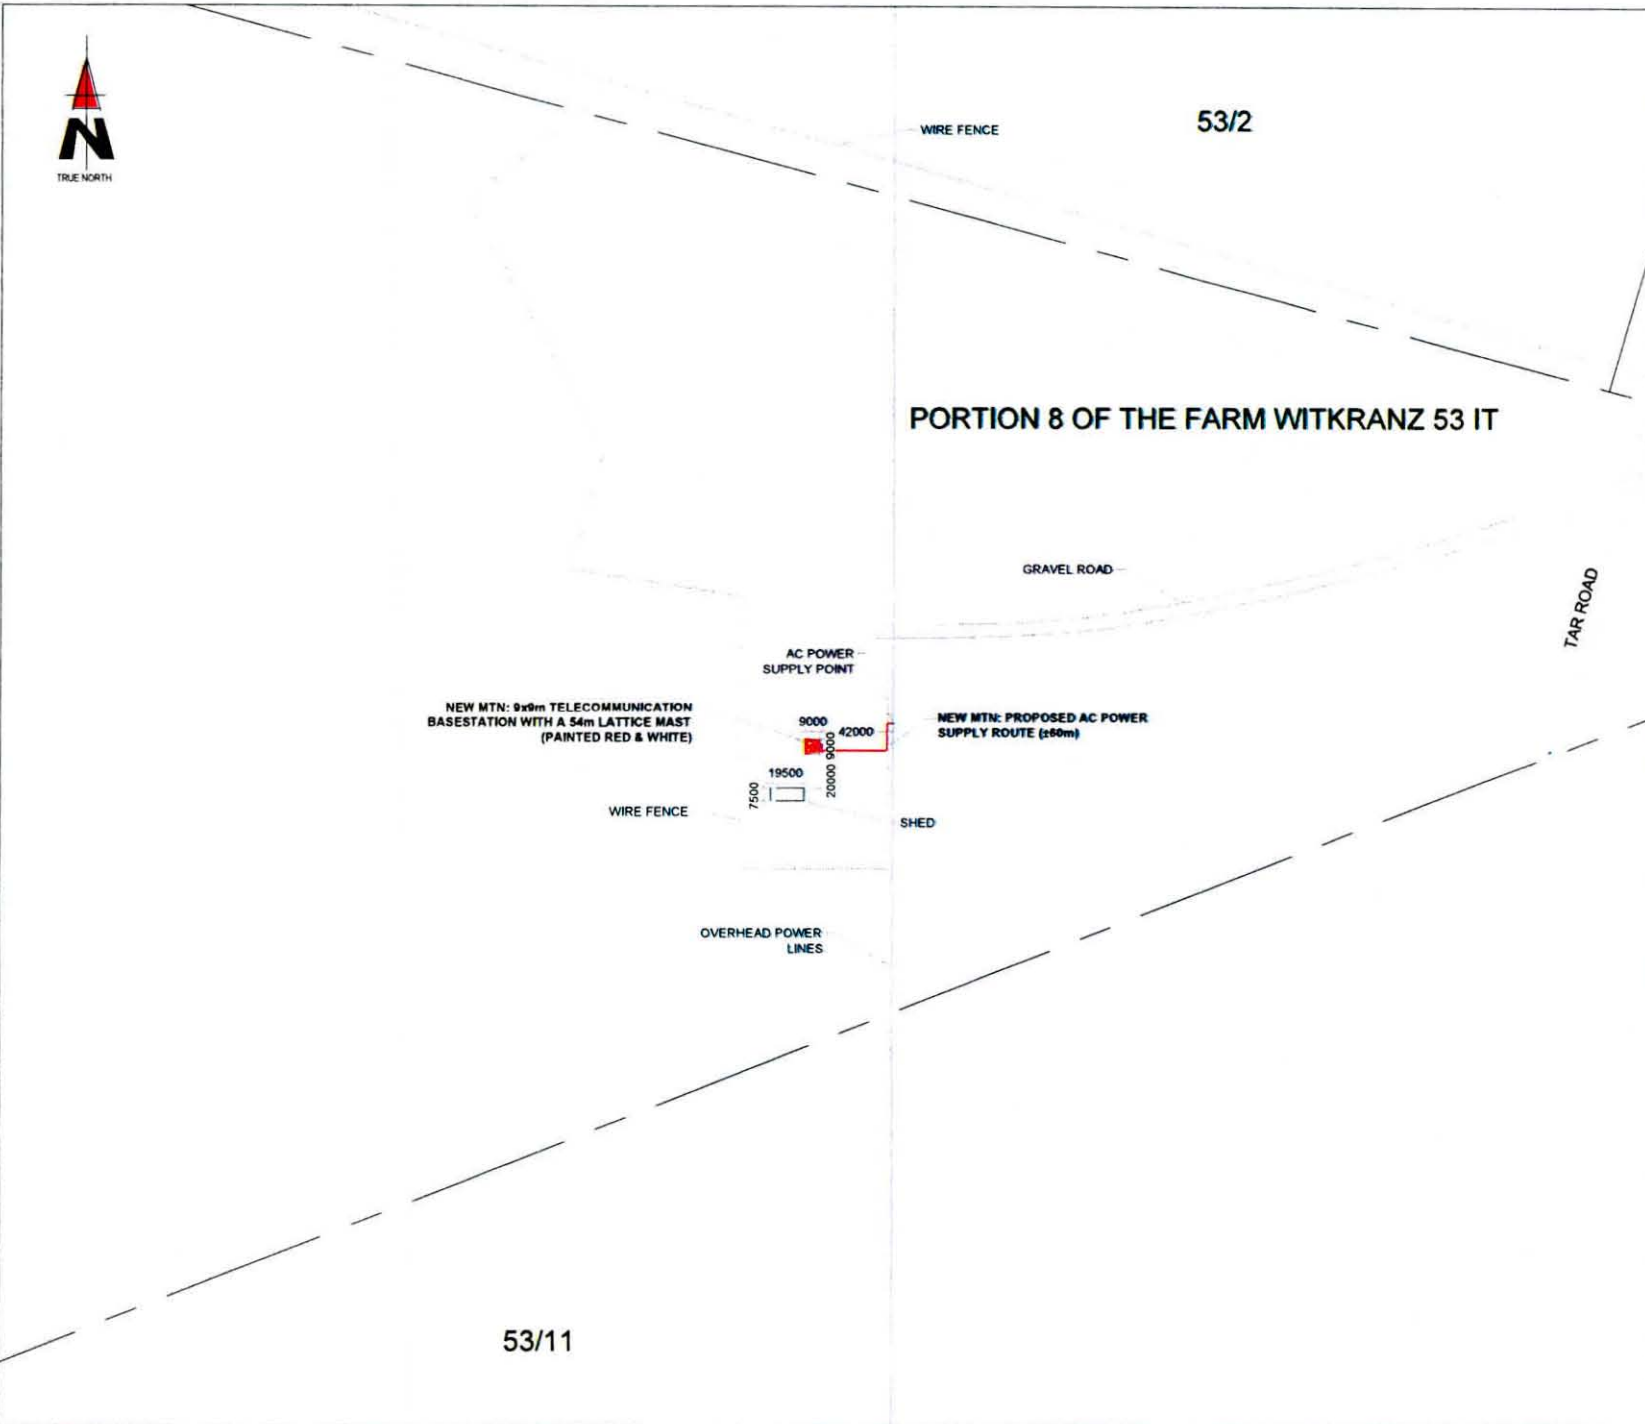 53/2
WIRE FENCE
N
TRUE NORTH
PORTION 8 OF THE FARM WITKRANZ 53 IT
GRAVEL ROAD
TAR ROAD
AC POWER
SUPPLY POINT
NEW MTN: 9x9m TELECOMMUNICATION
BASESTATION WITH A 54m LATTICE MAST
(PAINTED RED & WHITE)
9000
42000
9000
NEW MTN: PROPOSED AC POWER
SUPPLY ROUTE (±60m)
19500
20000
7500
WIRE FENCE
SHED
OVERHEAD POWER
LINES
53/11